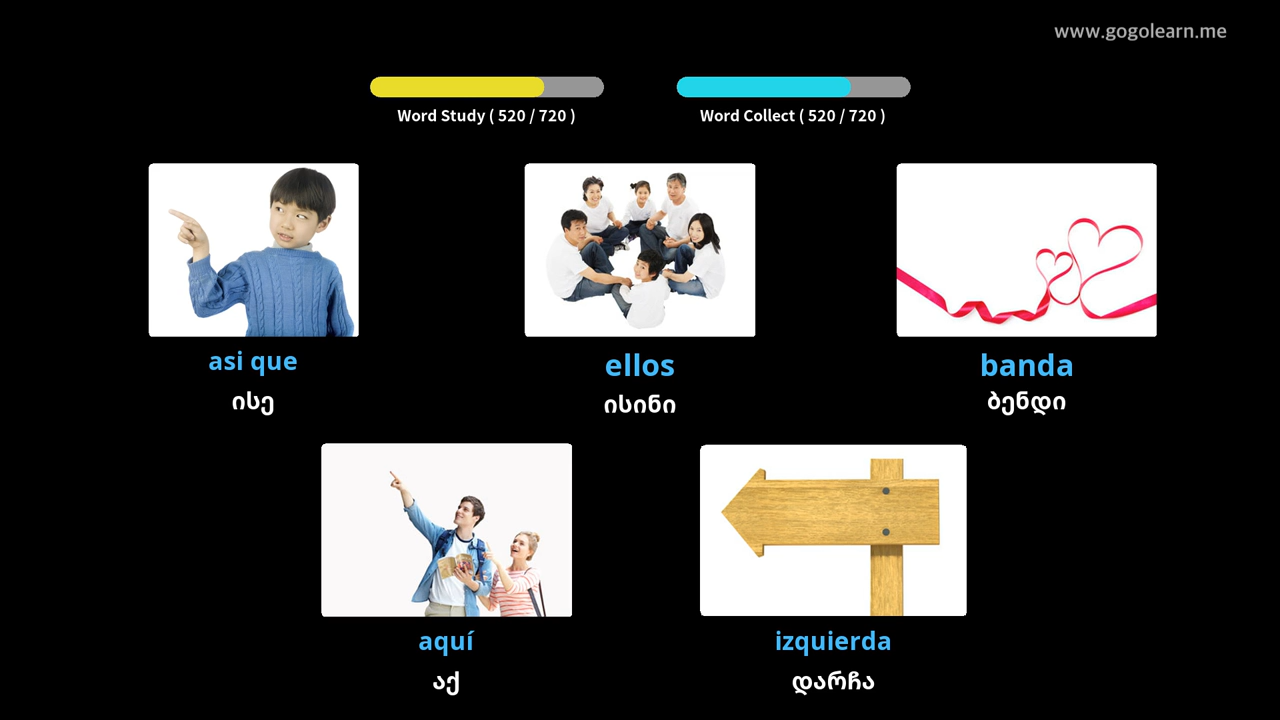 www.gogolearn.me
Word Study ( 520 / 720 )
Word Collect ( 520 / 720 )
asi que
ისე
ellos
ისინი
banda
ბენდი
aquí
აქ
izquierda
დარჩა